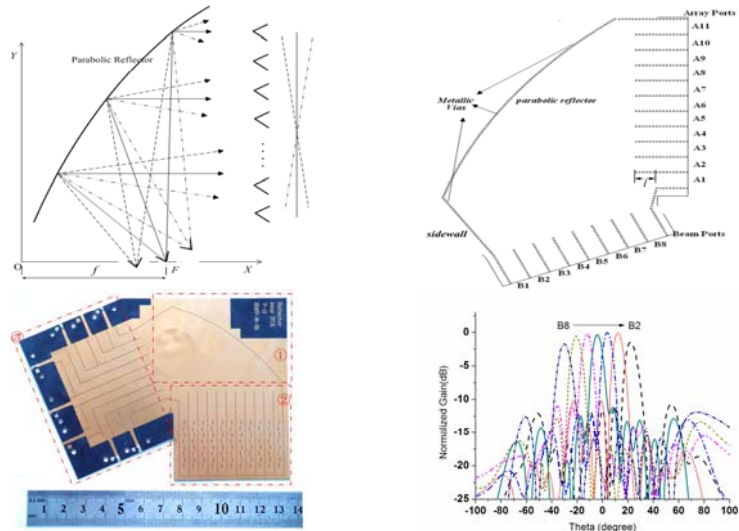 Y
Parabolic Reflector
O
f
F
X
Array Ports
A11
A10
A9
A8
A7
A6
A5
A4
A3
A2
A1
Metallic
Vias
parabolic reflector
sidewall
Beam Ports
B1
B2
B3
B4
B5
B6
B7
B8
①
②
1 2 3 4 5 6 7 8 9 10 11 12 13 14
B8 B2
Normalized Gain(dB)
0
-5
-10
-15
-20
-25
-100 -80 -60 -40 -20 0 20 40 60 80 100
Theta (degree)